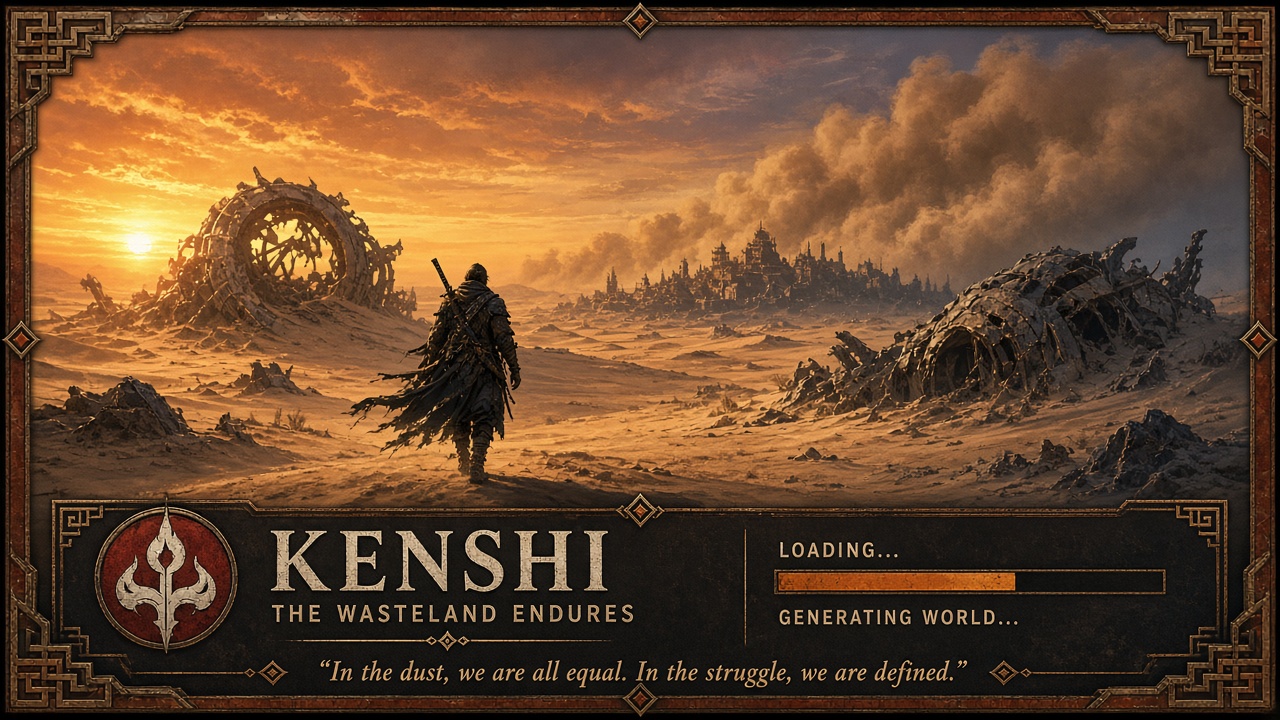 KENSHI
THE WASTELAND ENDURES
LOADING...
GENERATING WORLD...
“In the dust, we are all equal. In the struggle, we are defined.”